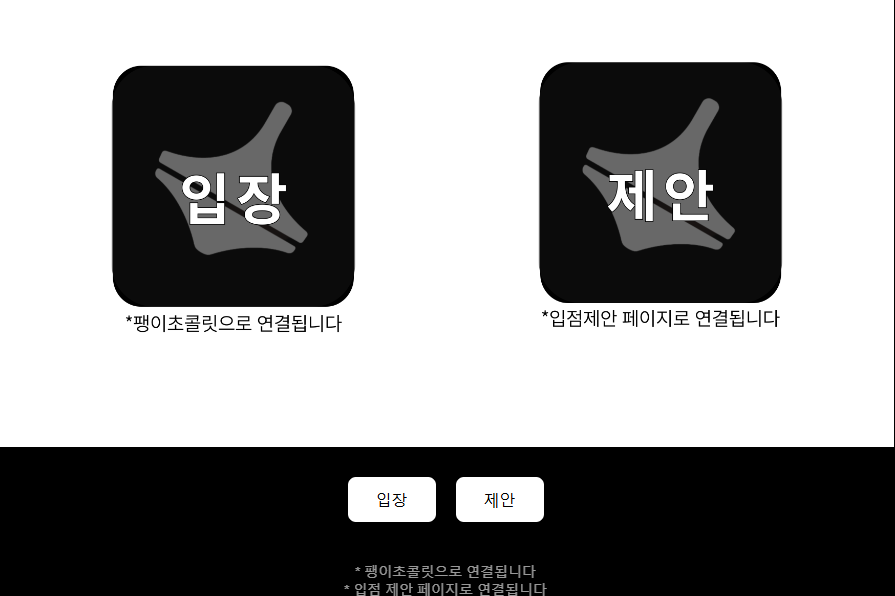 입장
제안
*팽이초콜릿으로 연결됩니다
*입점제안 페이지로 연결됩니다
입장
제안
* 팽이초콜릿으로 연결됩니다
* 입점 제안 페이지로 연결됩니다